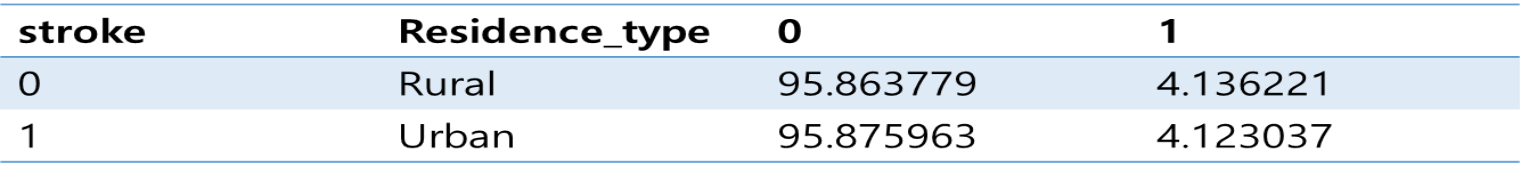 stroke Residence_type 0 1
0 Rural 95.863779 4.136221
1 Urban 95.875963 4.123037